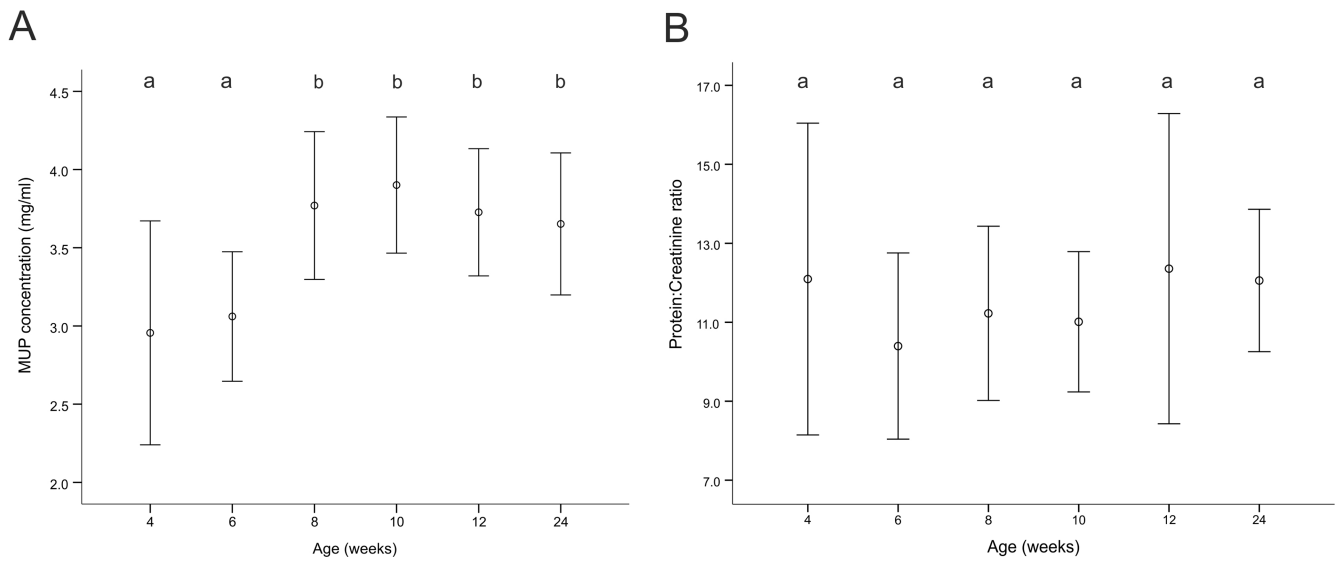 A
a a b b b b
4.5
4.0
3.5
3.0
2.5
2.0
MUP concentration (mg/ml)
4 6 8 10 12 24
Age (weeks)
B
a a a a a a
17.0
15.0
13.0
11.0
9.0
7.0
Protein:Creatinine ratio
4 6 8 10 12 24
Age (weeks)